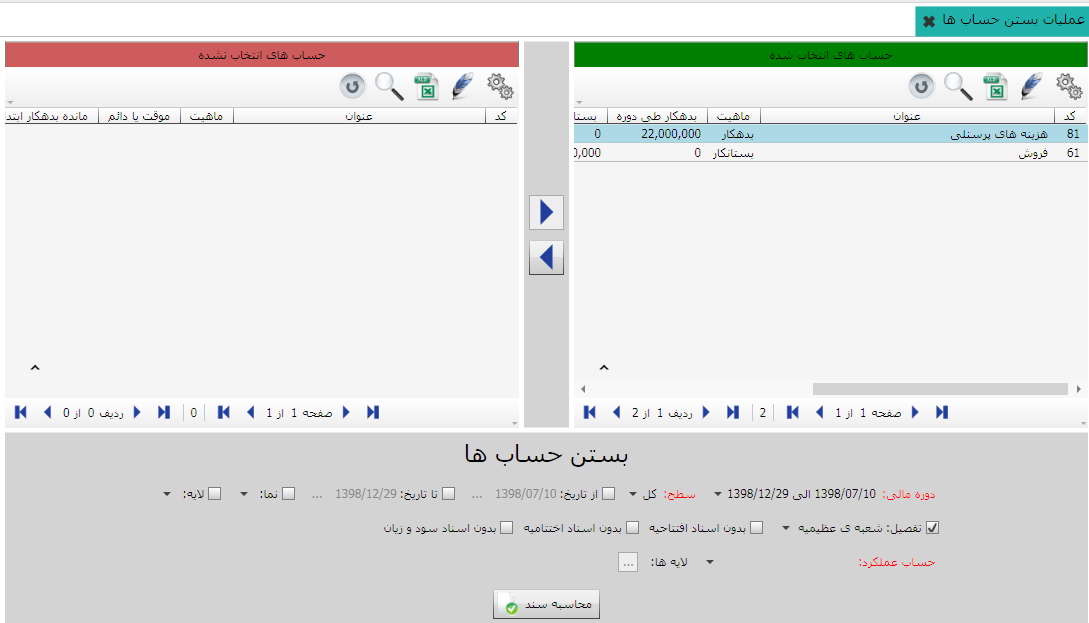 عملیات بستن حساب ها
حساب های انتخاب شده
کد عنوان ماهیت بدهکار طی دوره بستا
81 هزینه های پرسنلی بدهکار 22,000,000 0
61 فروش بستانکار 0 0,000
صفحه 1 از 1 2 ردیف 1 از 2
حساب های انتخاب نشده
کد عنوان ماهیت موقت یا دائم مانده بدهکار ابتد
صفحه 1 از 1 0 ردیف 0 از 0
بستن حساب ها
دوره مالی: 1398/07/10 الی 1398/12/29 سطح: کل از تاریخ: 1398/07/10 ... تا تاریخ: 1398/12/29 ... نما: لایه:
تفصیل: شعبه ی عظیمیه بدون اسناد افتتاحیه بدون اسناد اختتامیه بدون اسناد سود و زیان
حساب عملکرد: لایه ها: ...
محاسبه سند